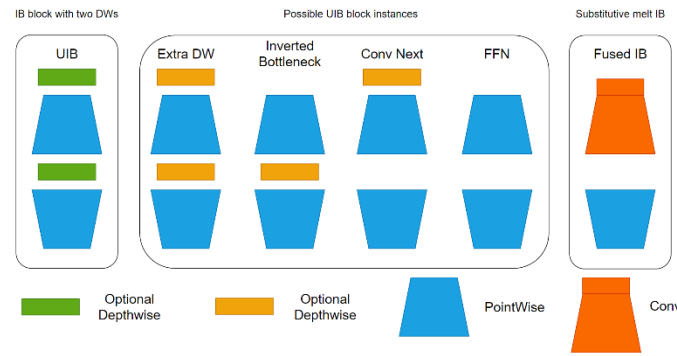 IB block with two DWs
Possible UIB block instances
Substitutive melt IB
UIB
Extra DW
Inverted
Bottleneck
Conv Next
FFN
Fused IB
Optional
Depthwise
Optional
Depthwise
PointWise
Conv